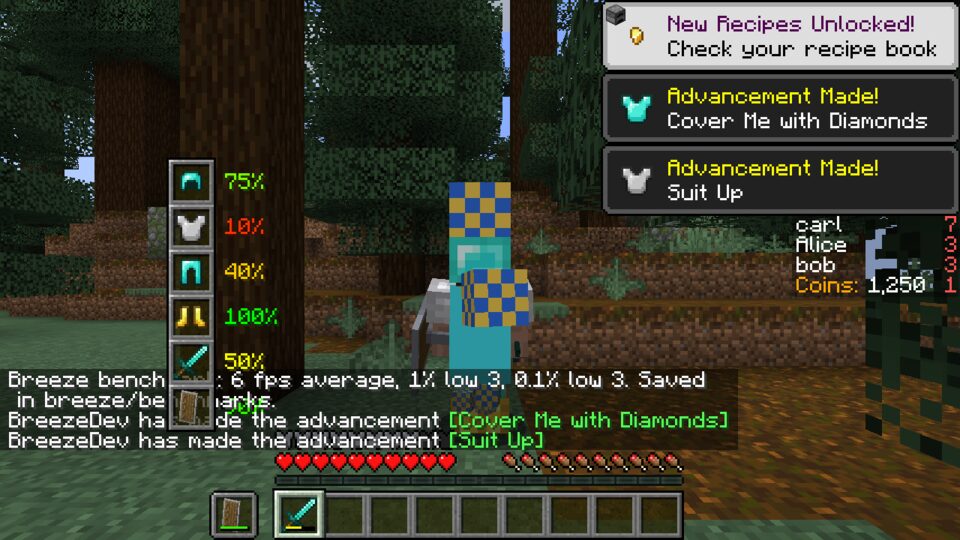 New Recipes Unlocked!
Check your recipe book
Advancement Made!
Cover Me with Diamonds
Advancement Made!
Suit Up
75%
10%
40%
100%
50%
carl 7
Alice 3
bob 3
Coins: 1,250 1
Breeze bench : 6 fps average, 1% low 3, 0.1% low 3. Saved
in breeze/be marks.
BreezeDev ha de the advancement [Cover Me with Diamonds]
BreezeDev has made the advancement [Suit Up]